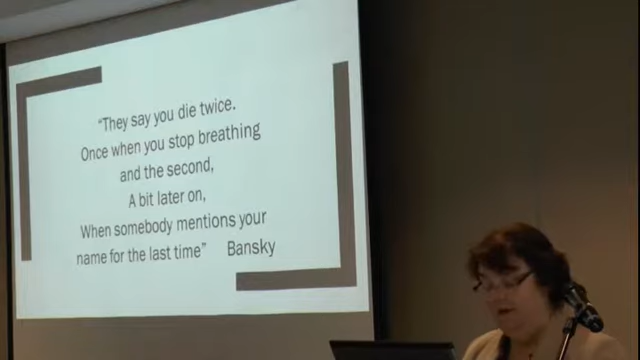 “They say you die twice.
Once when you stop breathing
and the second,
A bit later on,
When somebody mentions your
name for the last time” Bansky